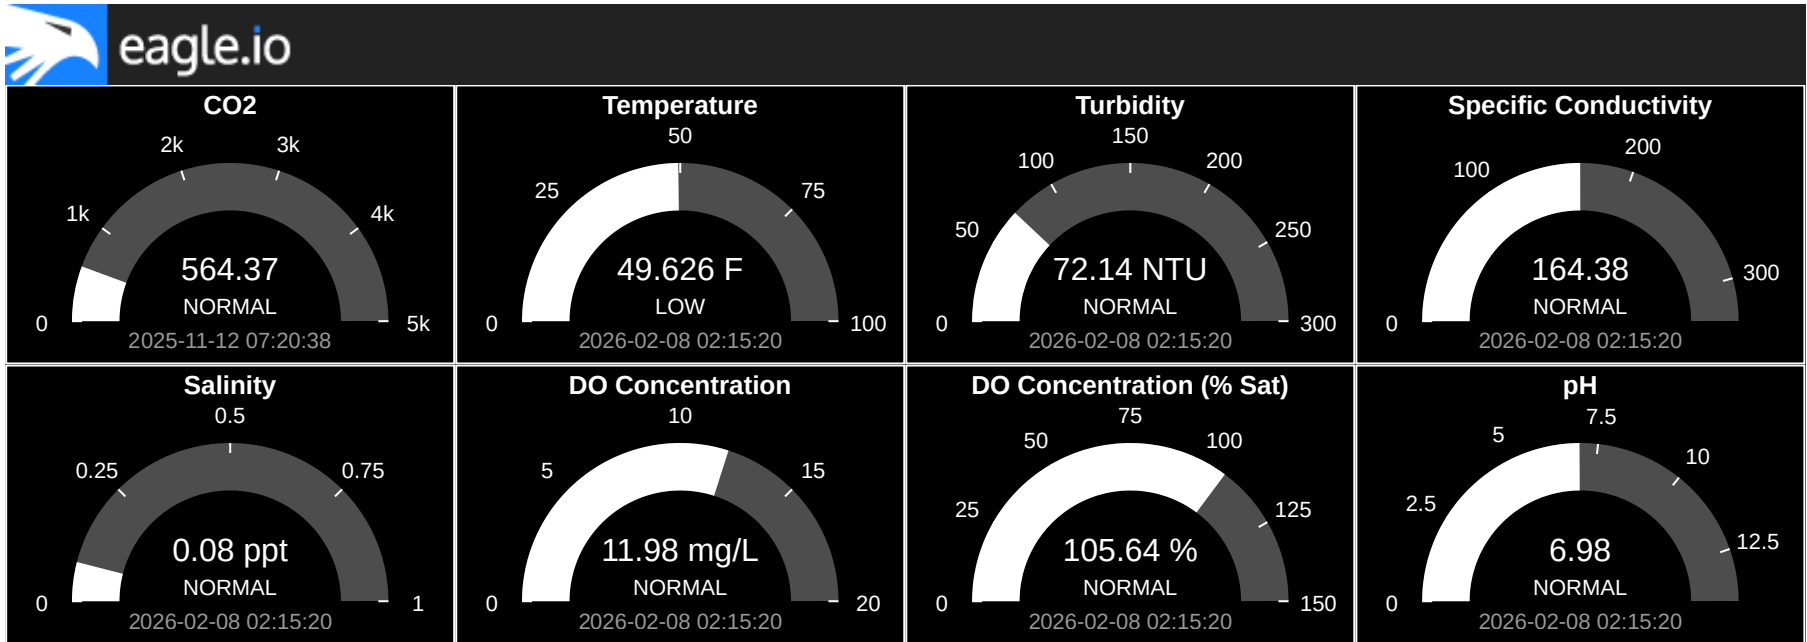 eagle.io
CO2
2k
3k
1k
4k
0
5k
564.37
NORMAL
2025-11-12 07:20:38
Temperature
50
25
75
0
100
49.626 F
LOW
2026-02-08 02:15:20
Turbidity
150
100
200
50
250
0
300
72.14 NTU
NORMAL
2026-02-08 02:15:20
Specific Conductivity
200
100
300
0
164.38
NORMAL
2026-02-08 02:15:20
Salinity
0.5
0.25
0.75
0
1
0.08 ppt
NORMAL
2026-02-08 02:15:20
DO Concentration
10
5
15
0
20
11.98 mg/L
NORMAL
2026-02-08 02:15:20
DO Concentration (% Sat)
75
50
100
25
125
0
150
105.64 %
NORMAL
2026-02-08 02:15:20
pH
7.5
5
10
2.5
12.5
0
6.98
NORMAL
2026-02-08 02:15:20